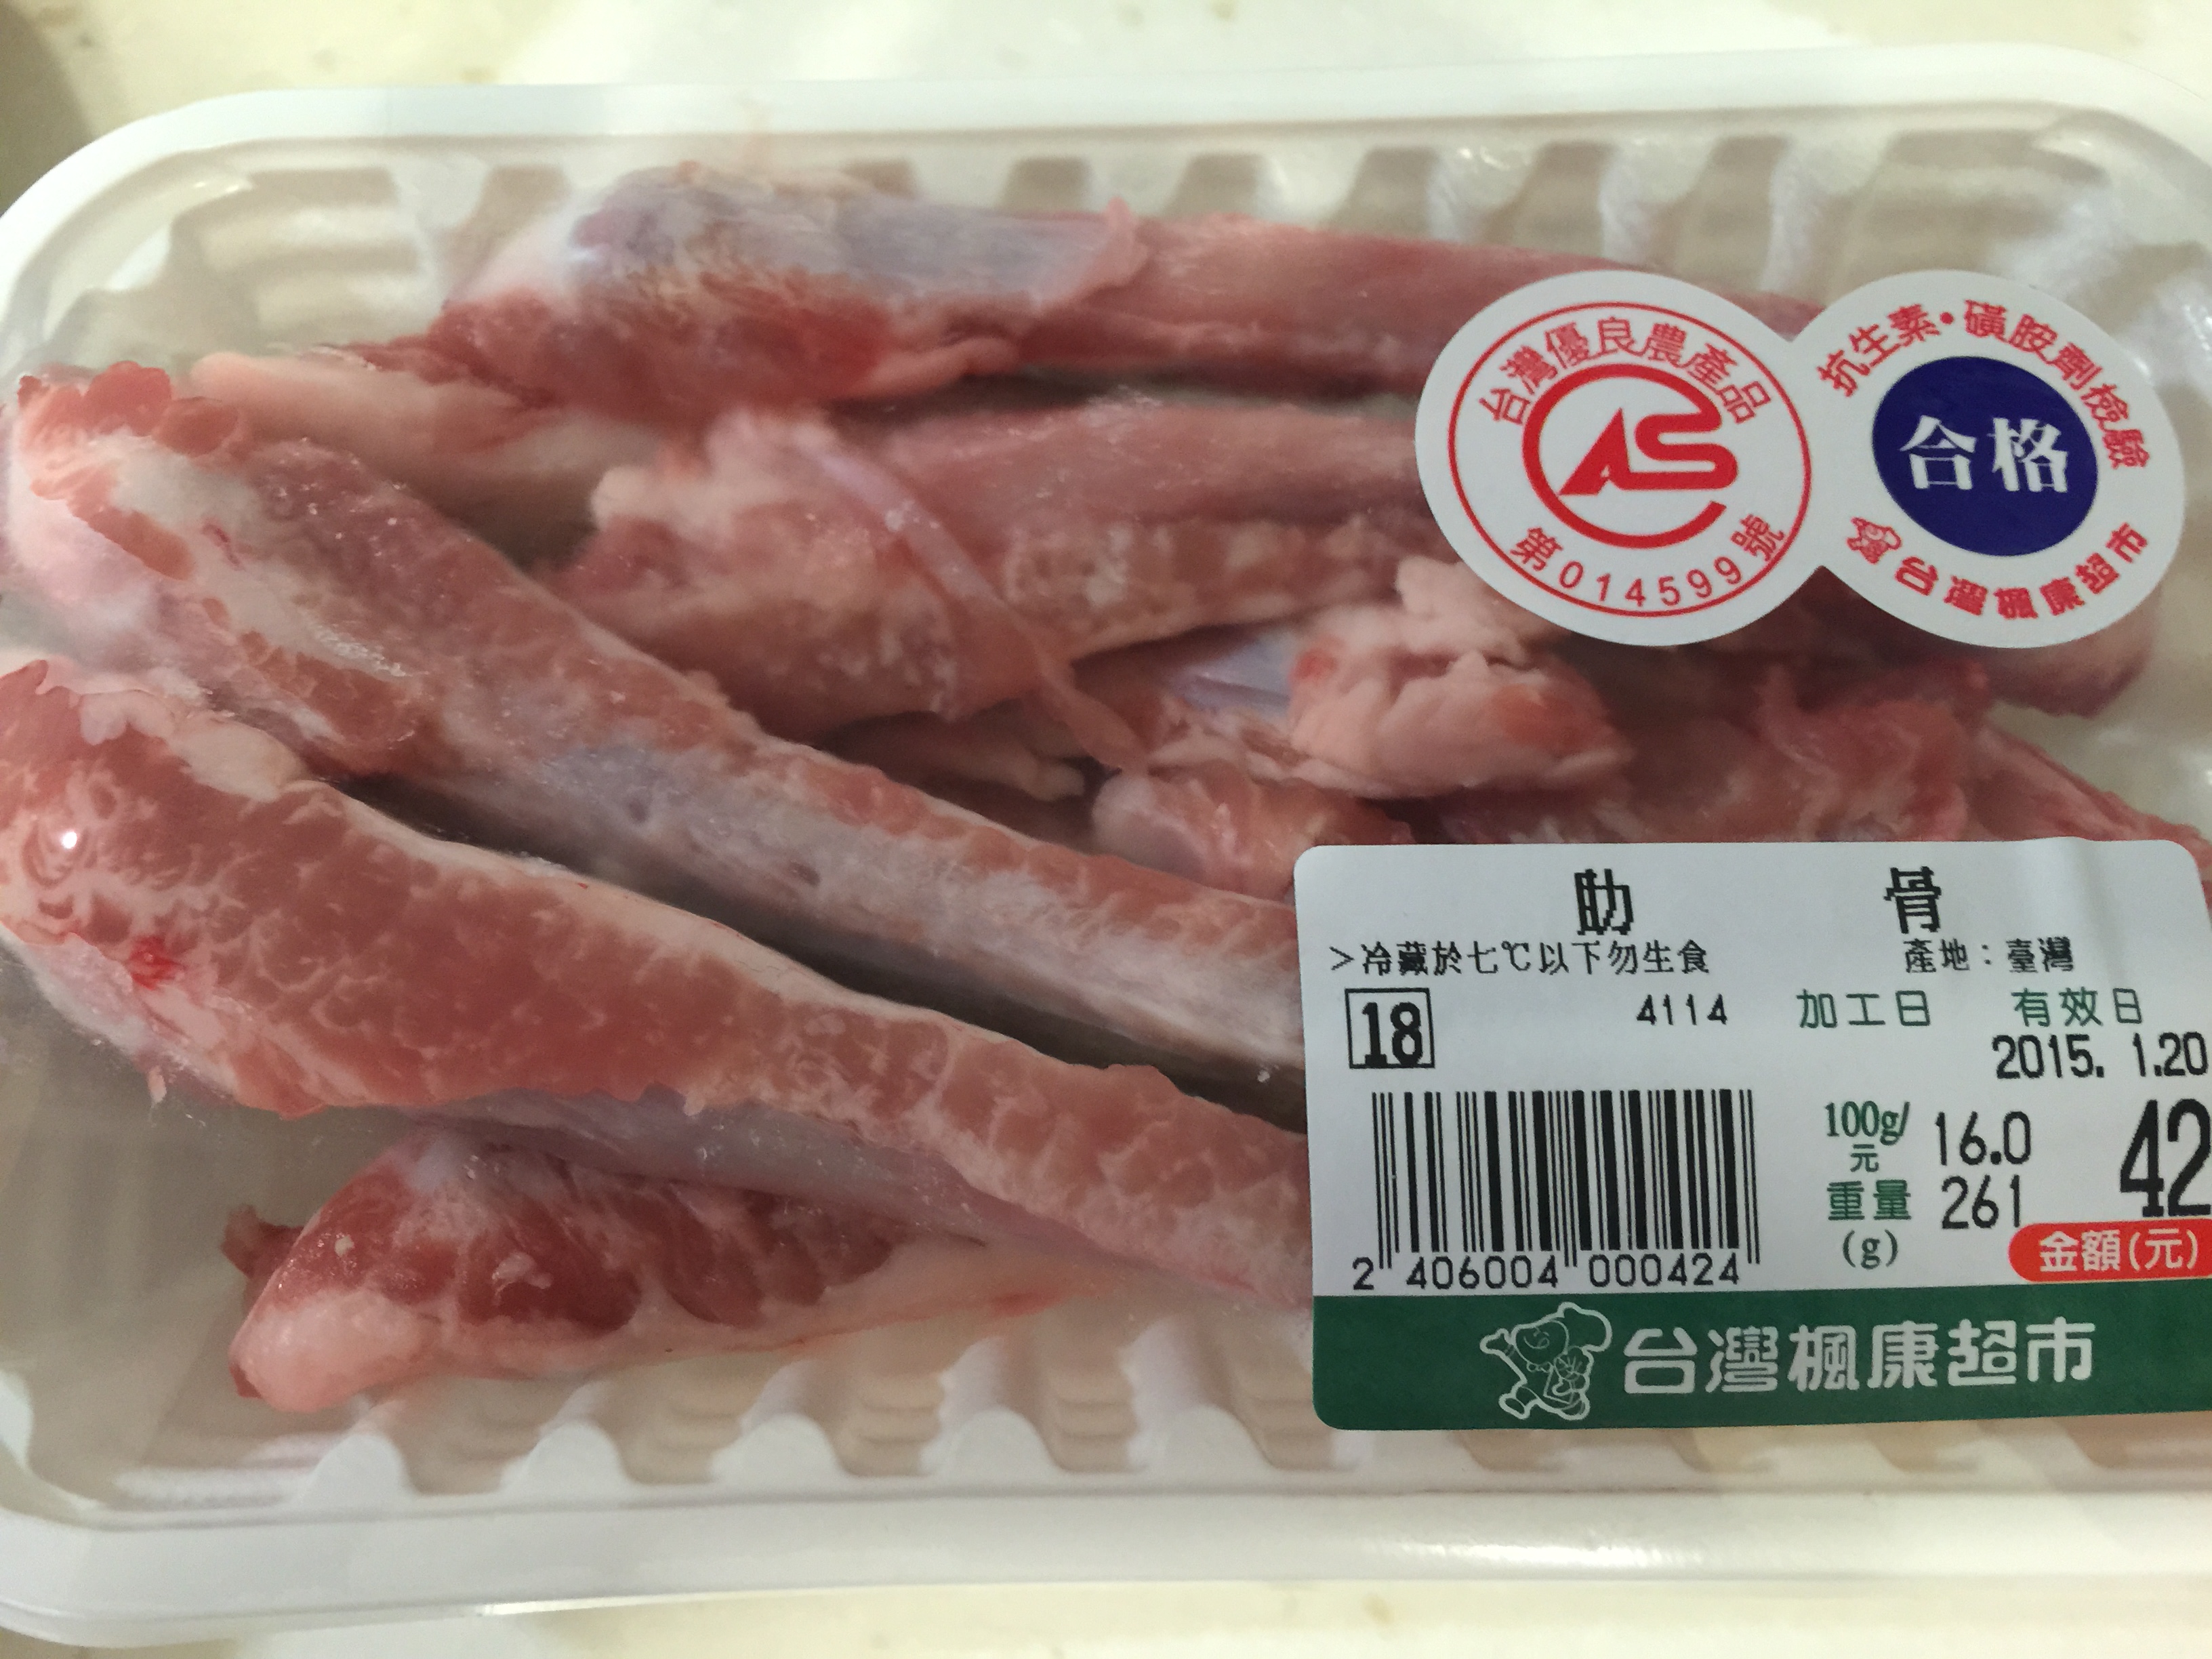 台灣優良農產品
CAS
第014599號
抗生素·磺胺劑檢驗
合格
台灣楓康超市
肋 骨
>冷藏於七℃以下勿生食 產地：臺灣
18 4114 加工日 有效日
2015. 1.20
100g/元 16.0 42
重量(g) 261 金額(元)
2 406004 000424
台灣楓康超市